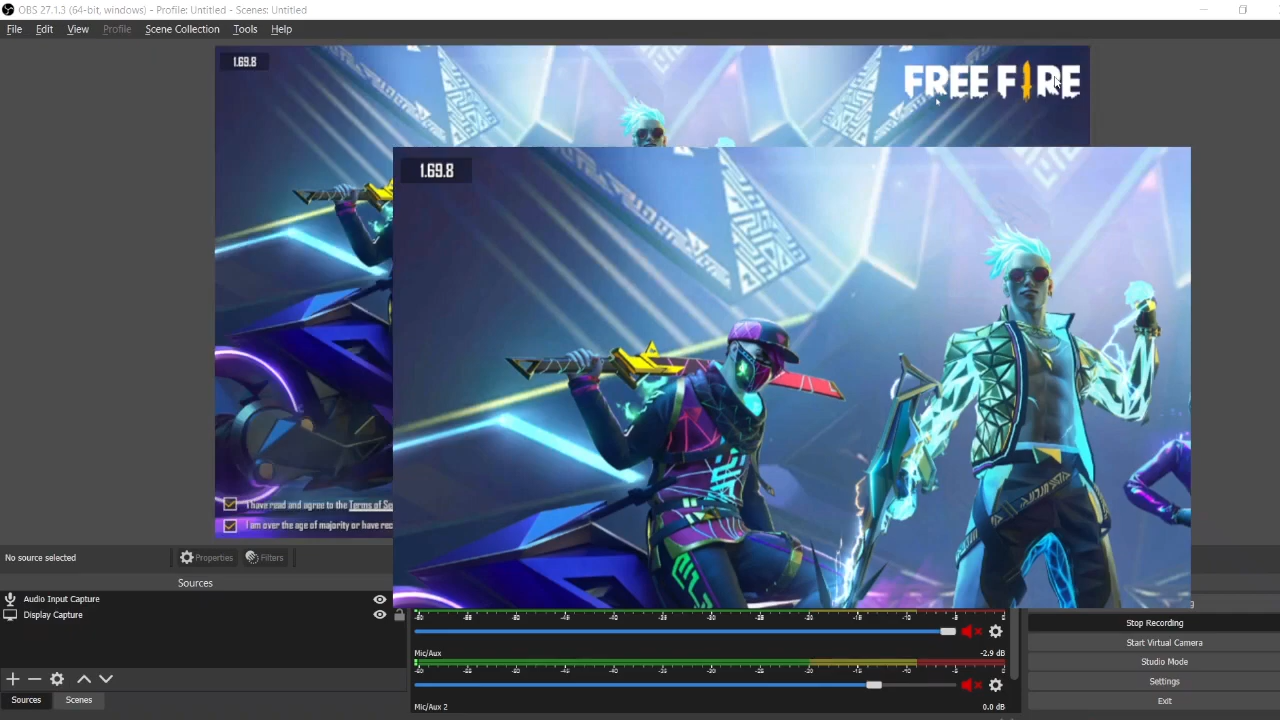 OBS 27.1.3 (64-bit, windows) - Profile: Untitled - Scenes: Untitled
File Edit View Profile Scene Collection Tools Help
1.69.8
FREE FIRE
1.69.8
I have read and agree to the Terms of Se
I am over the age of majority or have rec
No source selected
Properties
Filters
Sources
Audio Input Capture
Display Capture
Stop Recording
Mic/Aux -2.9 dB
Start Virtual Camera
Studio Mode
Settings
Sources Scenes
Exit
Mic/Aux 2 0.0 dB